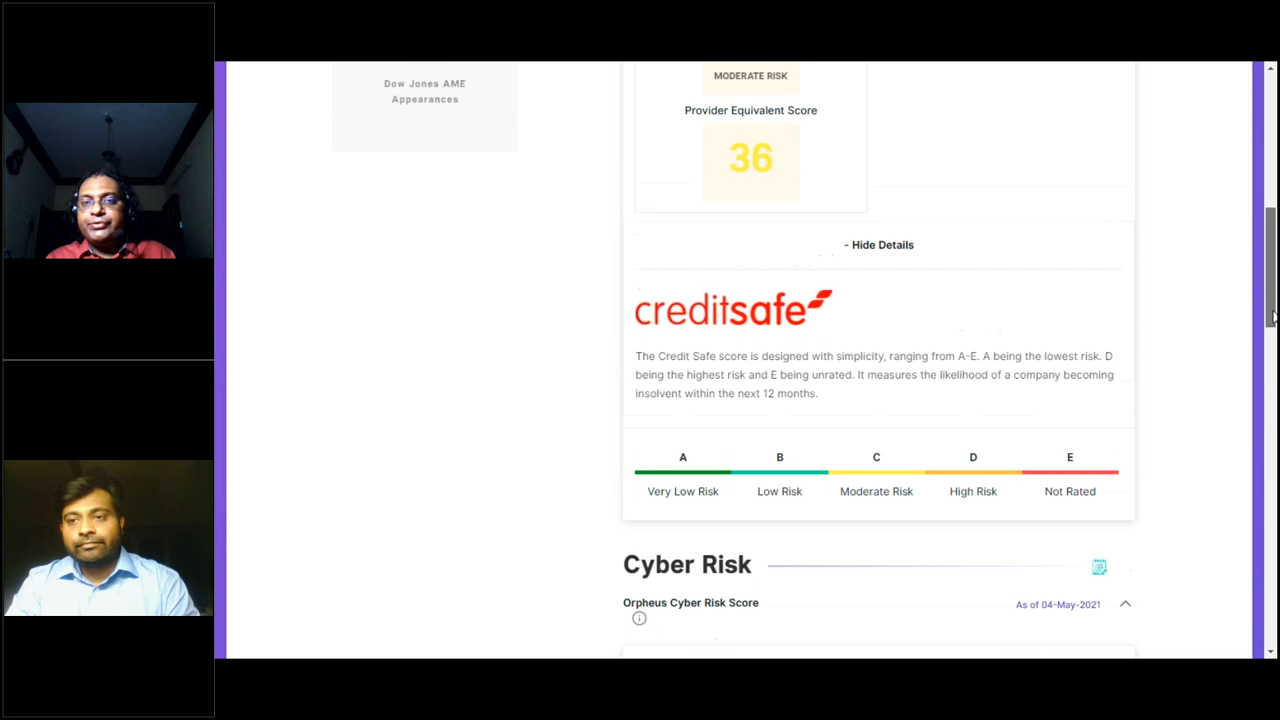 Dow Jones AME
Appearances
MODERATE RISK
Provider Equivalent Score
36
- Hide Details
creditsafe
The Credit Safe score is designed with simplicity, ranging from A-E. A being the lowest risk. D
being the highest risk and E being unrated. It measures the likelihood of a company becoming
insolvent within the next 12 months.
A B C D E
Very Low Risk Low Risk Moderate Risk High Risk Not Rated
Cyber Risk
Orpheus Cyber Risk Score
As of 04-May-2021